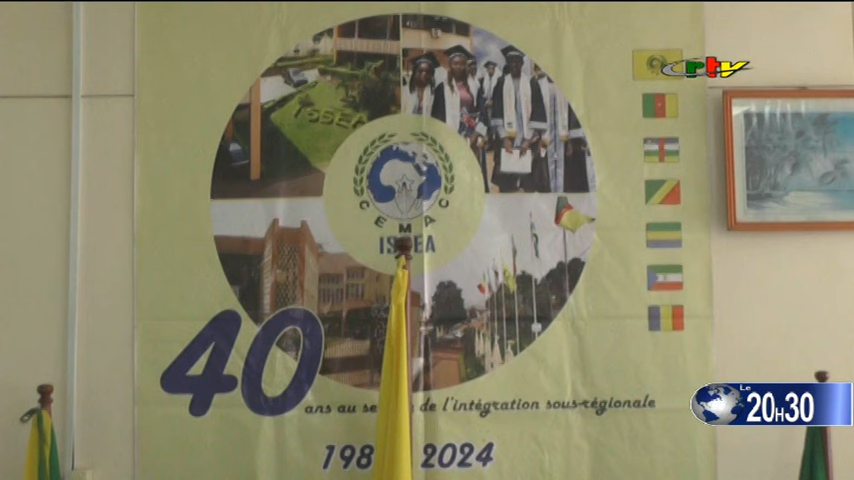 crtv
ISSEA
CEMAC
ISSEA
40
ans au se de l'intégration sous-régionale
198 2024
Le
20H30